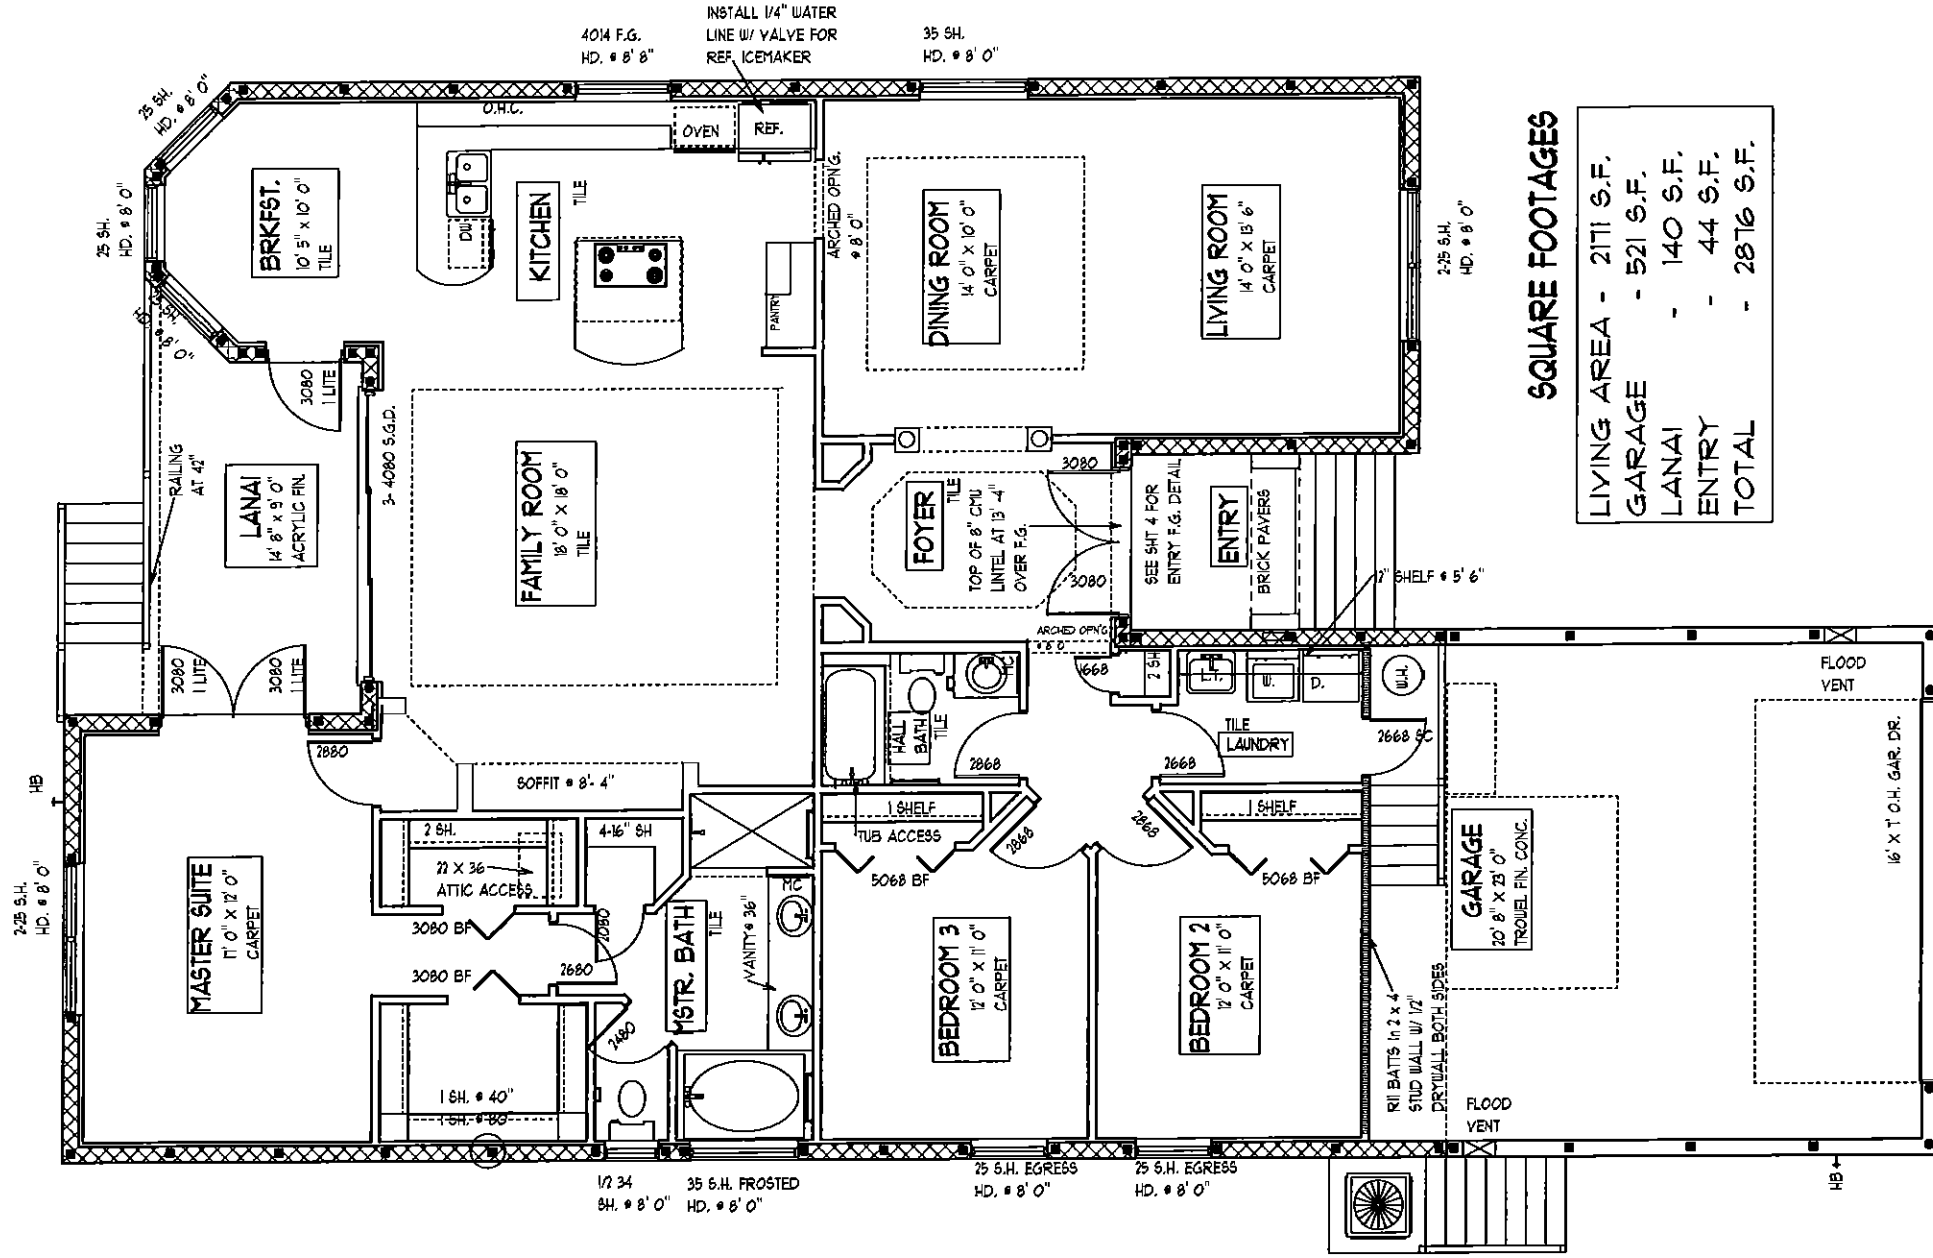 INSTALL 1/4" WATER
LINE W/ VALVE FOR
REF. ICEMAKER
4014 F.G.
HD. @ 8' 8"
35 SH.
HD. @ 8' 0"
25 SH.
HD. @ 8' 0"
25 SH.
HD. @ 8' 0"
SH.
HD. @ 8' 0"
O.H.C.
OVEN
REF.
BRKFST.
10' 5" X 10' 0"
TILE
DW
KITCHEN
TILE
PANTRY
ARCHED OPN'G.
@ 8' 0"
DINING ROOM
14' 0" X 10' 0"
CARPET
LIVING ROOM
14' 0" X 13' 6"
CARPET
2-25 S.H.
HD. @ 8' 0"
SQUARE FOOTAGES
LIVING AREA - 2171 S.F.
GARAGE - 521 S.F.
LANAI - 140 S.F.
ENTRY - 44 S.F.
TOTAL - 2876 S.F.
3080
1 LITE
3- 4080 S.G.D.
RAILING
AT 42"
LANAI
14' 8" x 9' 0"
ACRYLIC FIN.
3080
1 LITE
3080
1 LITE
FAMILY ROOM
18' 0" X 18' 0"
TILE
FOYER
TILE
TOP OF 8" CMU
LINTEL AT 13' -4"
OVER F.G.
3080
3080
SEE SHT 4 FOR
ENTRY F.G. DETAIL
ENTRY
BRICK PAVERS
12" SHELF @ 5' 6"
ARCHED OPN'G
@ 8' 0"
1668
2 SH
L.T.
W.
D.
W.H.
FLOOD
VENT
MC
HALL
BATH
TILE
2868
TILE
LAUNDRY
2668
2668 SC
16' X 7' O.H. GAR. DR.
HB
2880
SOFFIT @ 8'- 4"
1 SHELF
TUB ACCESS
2868
2868
1 SHELF
5068 BF
5068 BF
2-25 S.H.
HD. @ 8' 0"
MASTER SUITE
17' 0" X 12' 0"
CARPET
2 SH.
22 X 36
ATTIC ACCESS
4-16" SH
3080 BF
3080 BF
2680
2080
MSTR. BATH
TILE
VANITY @ 36"
MC
2480
1 SH. @ 40"
1 SH. @ 80"
BEDROOM 3
12' 0" X 11' 0"
CARPET
BEDROOM 2
12' 0" X 11' 0"
CARPET
GARAGE
20' 8" X 23' 0"
TROWEL FIN. CONC.
R11 BATTS in 2 x 4
STUD WALL W/ 1/2"
DRYWALL BOTH SIDES
FLOOD
VENT
1/2 34
SH. @ 8' 0"
35 S.H. FROSTED
HD. @ 8' 0"
25 S.H. EGRESS
HD. @ 8' 0"
25 S.H. EGRESS
HD. @ 8' 0"
HB